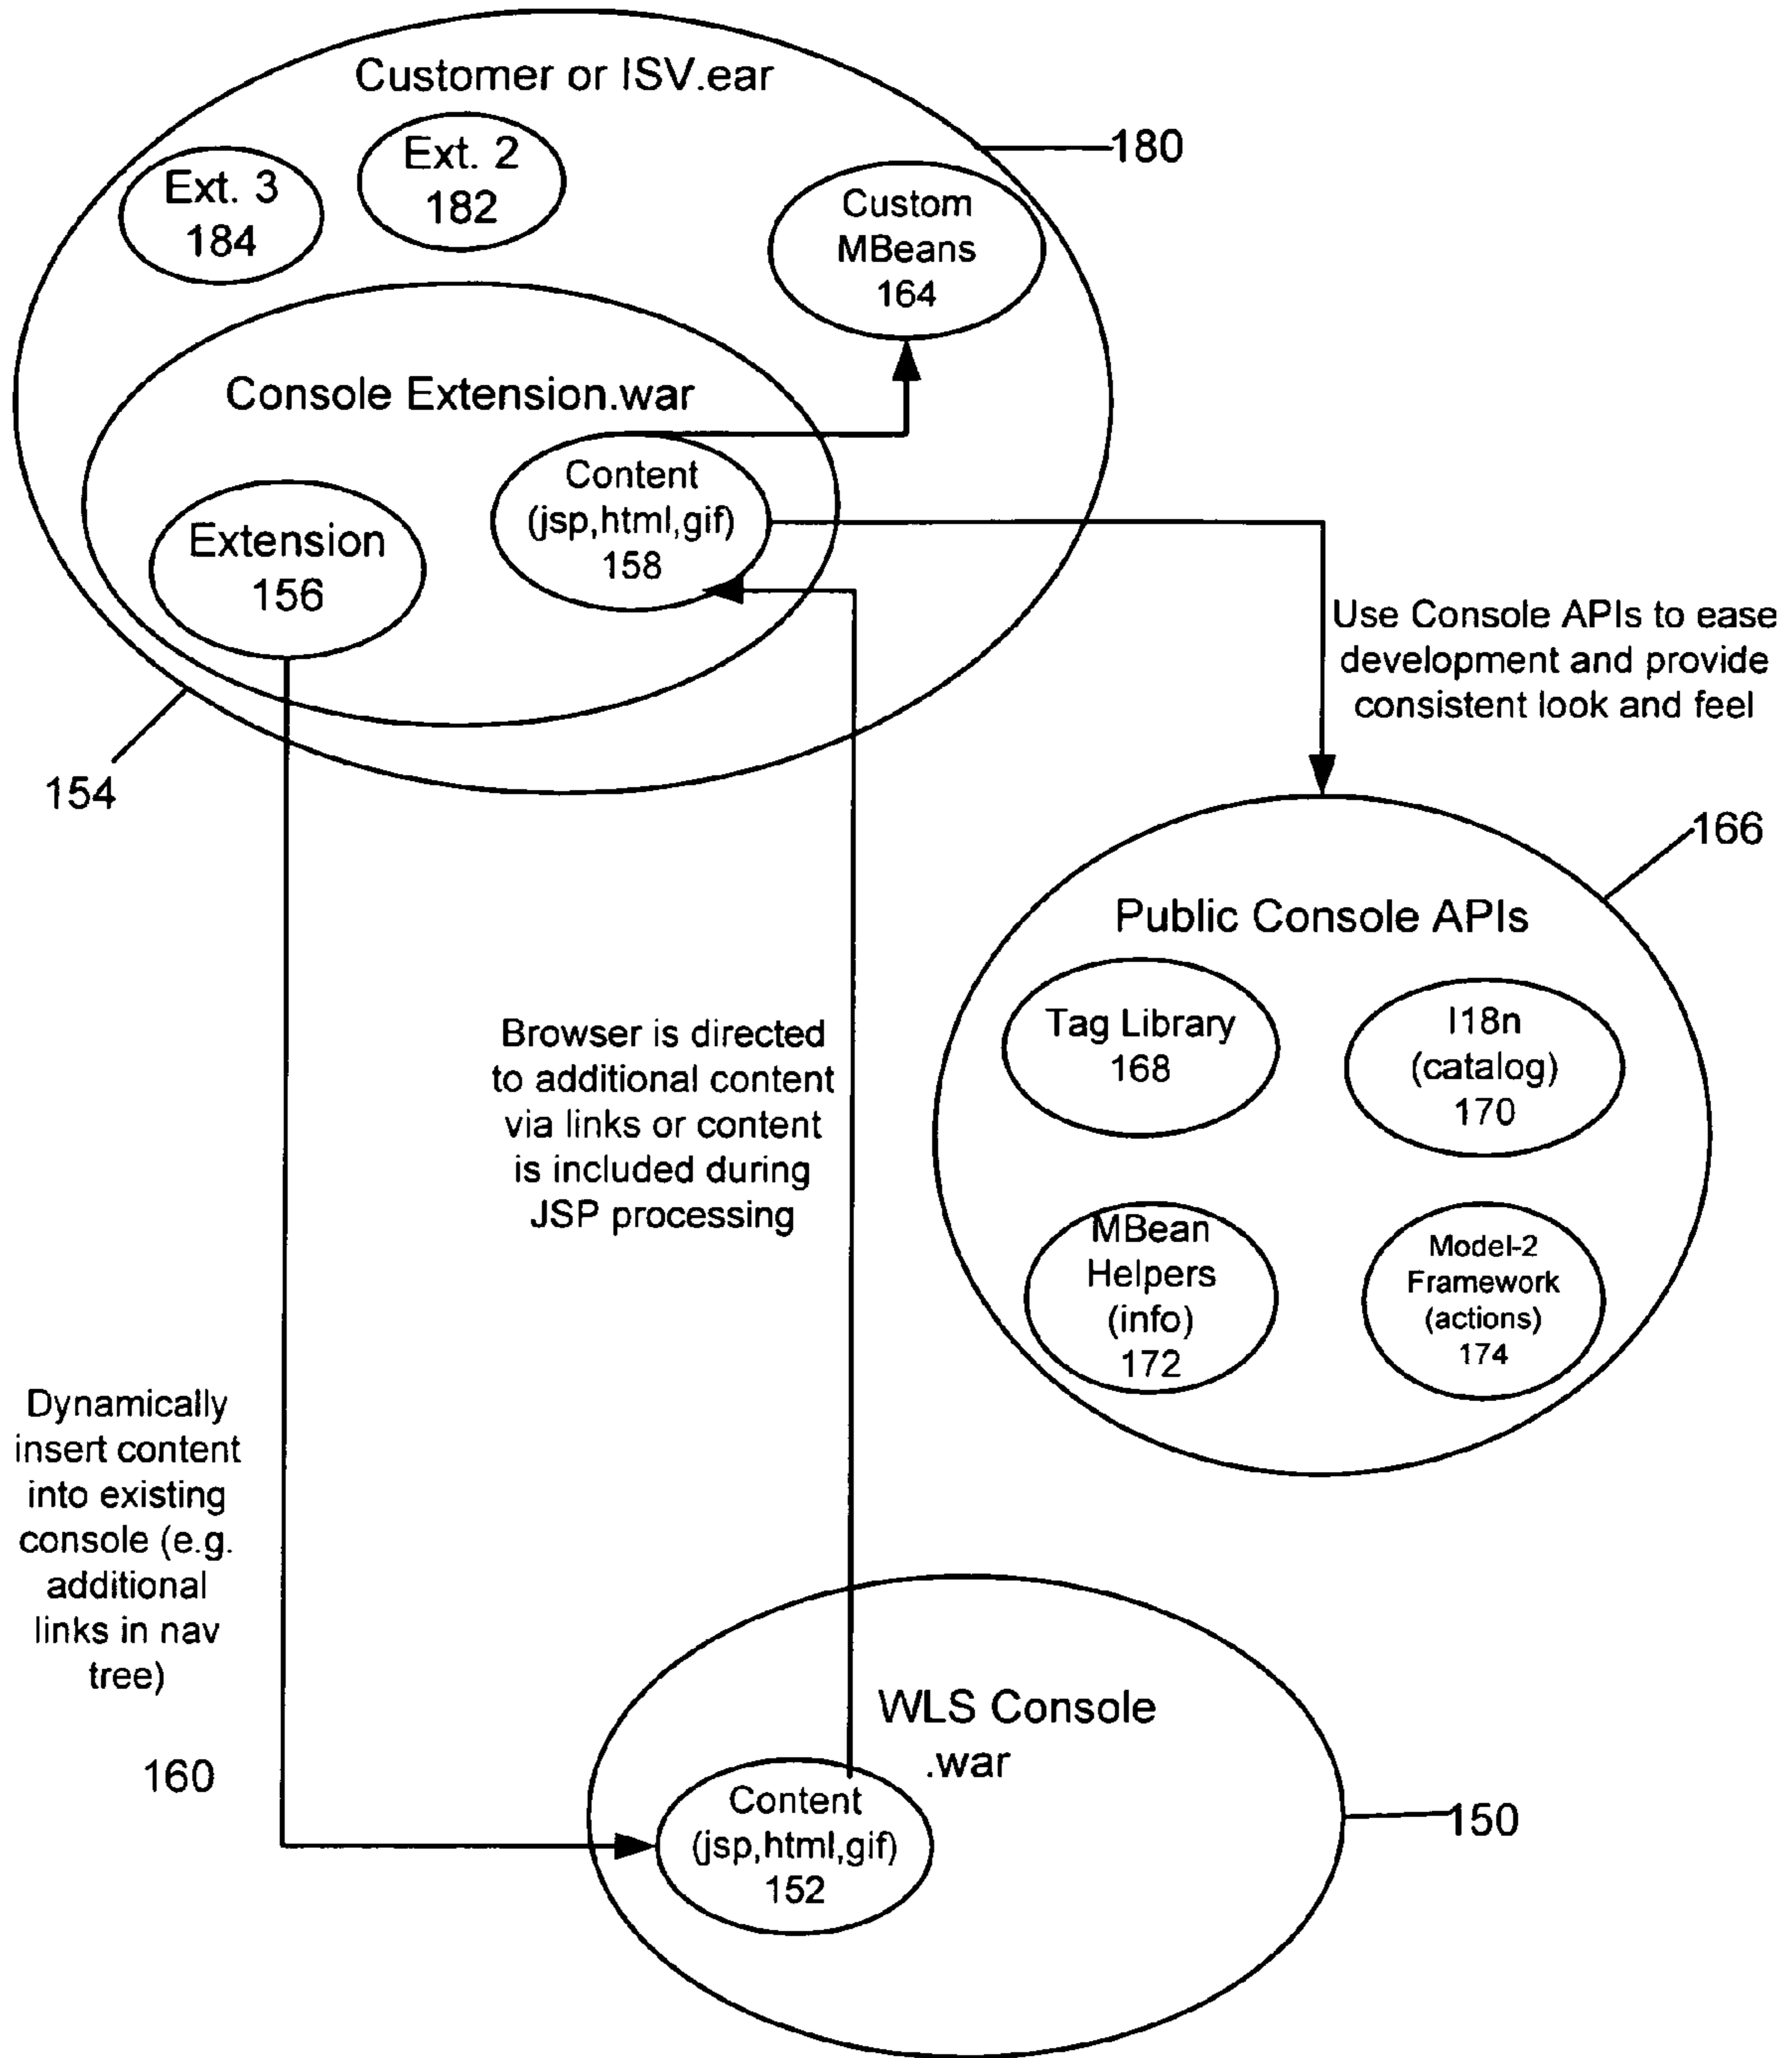 Customer or ISV.ear
180
Ext. 2
182
Ext. 3
184
Custom
MBeans
164
Console Extension.war
Content
(jsp,html,gif)
158
Extension
156
154
Use Console APIs to ease
development and provide
consistent look and feel
166
Public Console APIs
Tag Library
168
I18n
(catalog)
170
MBean
Helpers
(info)
172
Model-2
Framework
(actions)
174
Browser is directed
to additional content
via links or content
is included during
JSP processing
Dynamically
insert content
into existing
console (e.g.
additional
links in nav
tree)
160
WLS Console
.war
Content
(jsp,html,gif)
152
150